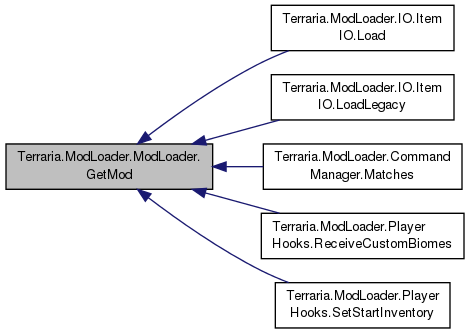 Terraria.ModLoader.IO.Item
IO.Load
Terraria.ModLoader.IO.Item
IO.LoadLegacy
Terraria.ModLoader.ModLoader.
GetMod
Terraria.ModLoader.Command
Manager.Matches
Terraria.ModLoader.Player
Hooks.ReceiveCustomBiomes
Terraria.ModLoader.Player
Hooks.SetStartInventory